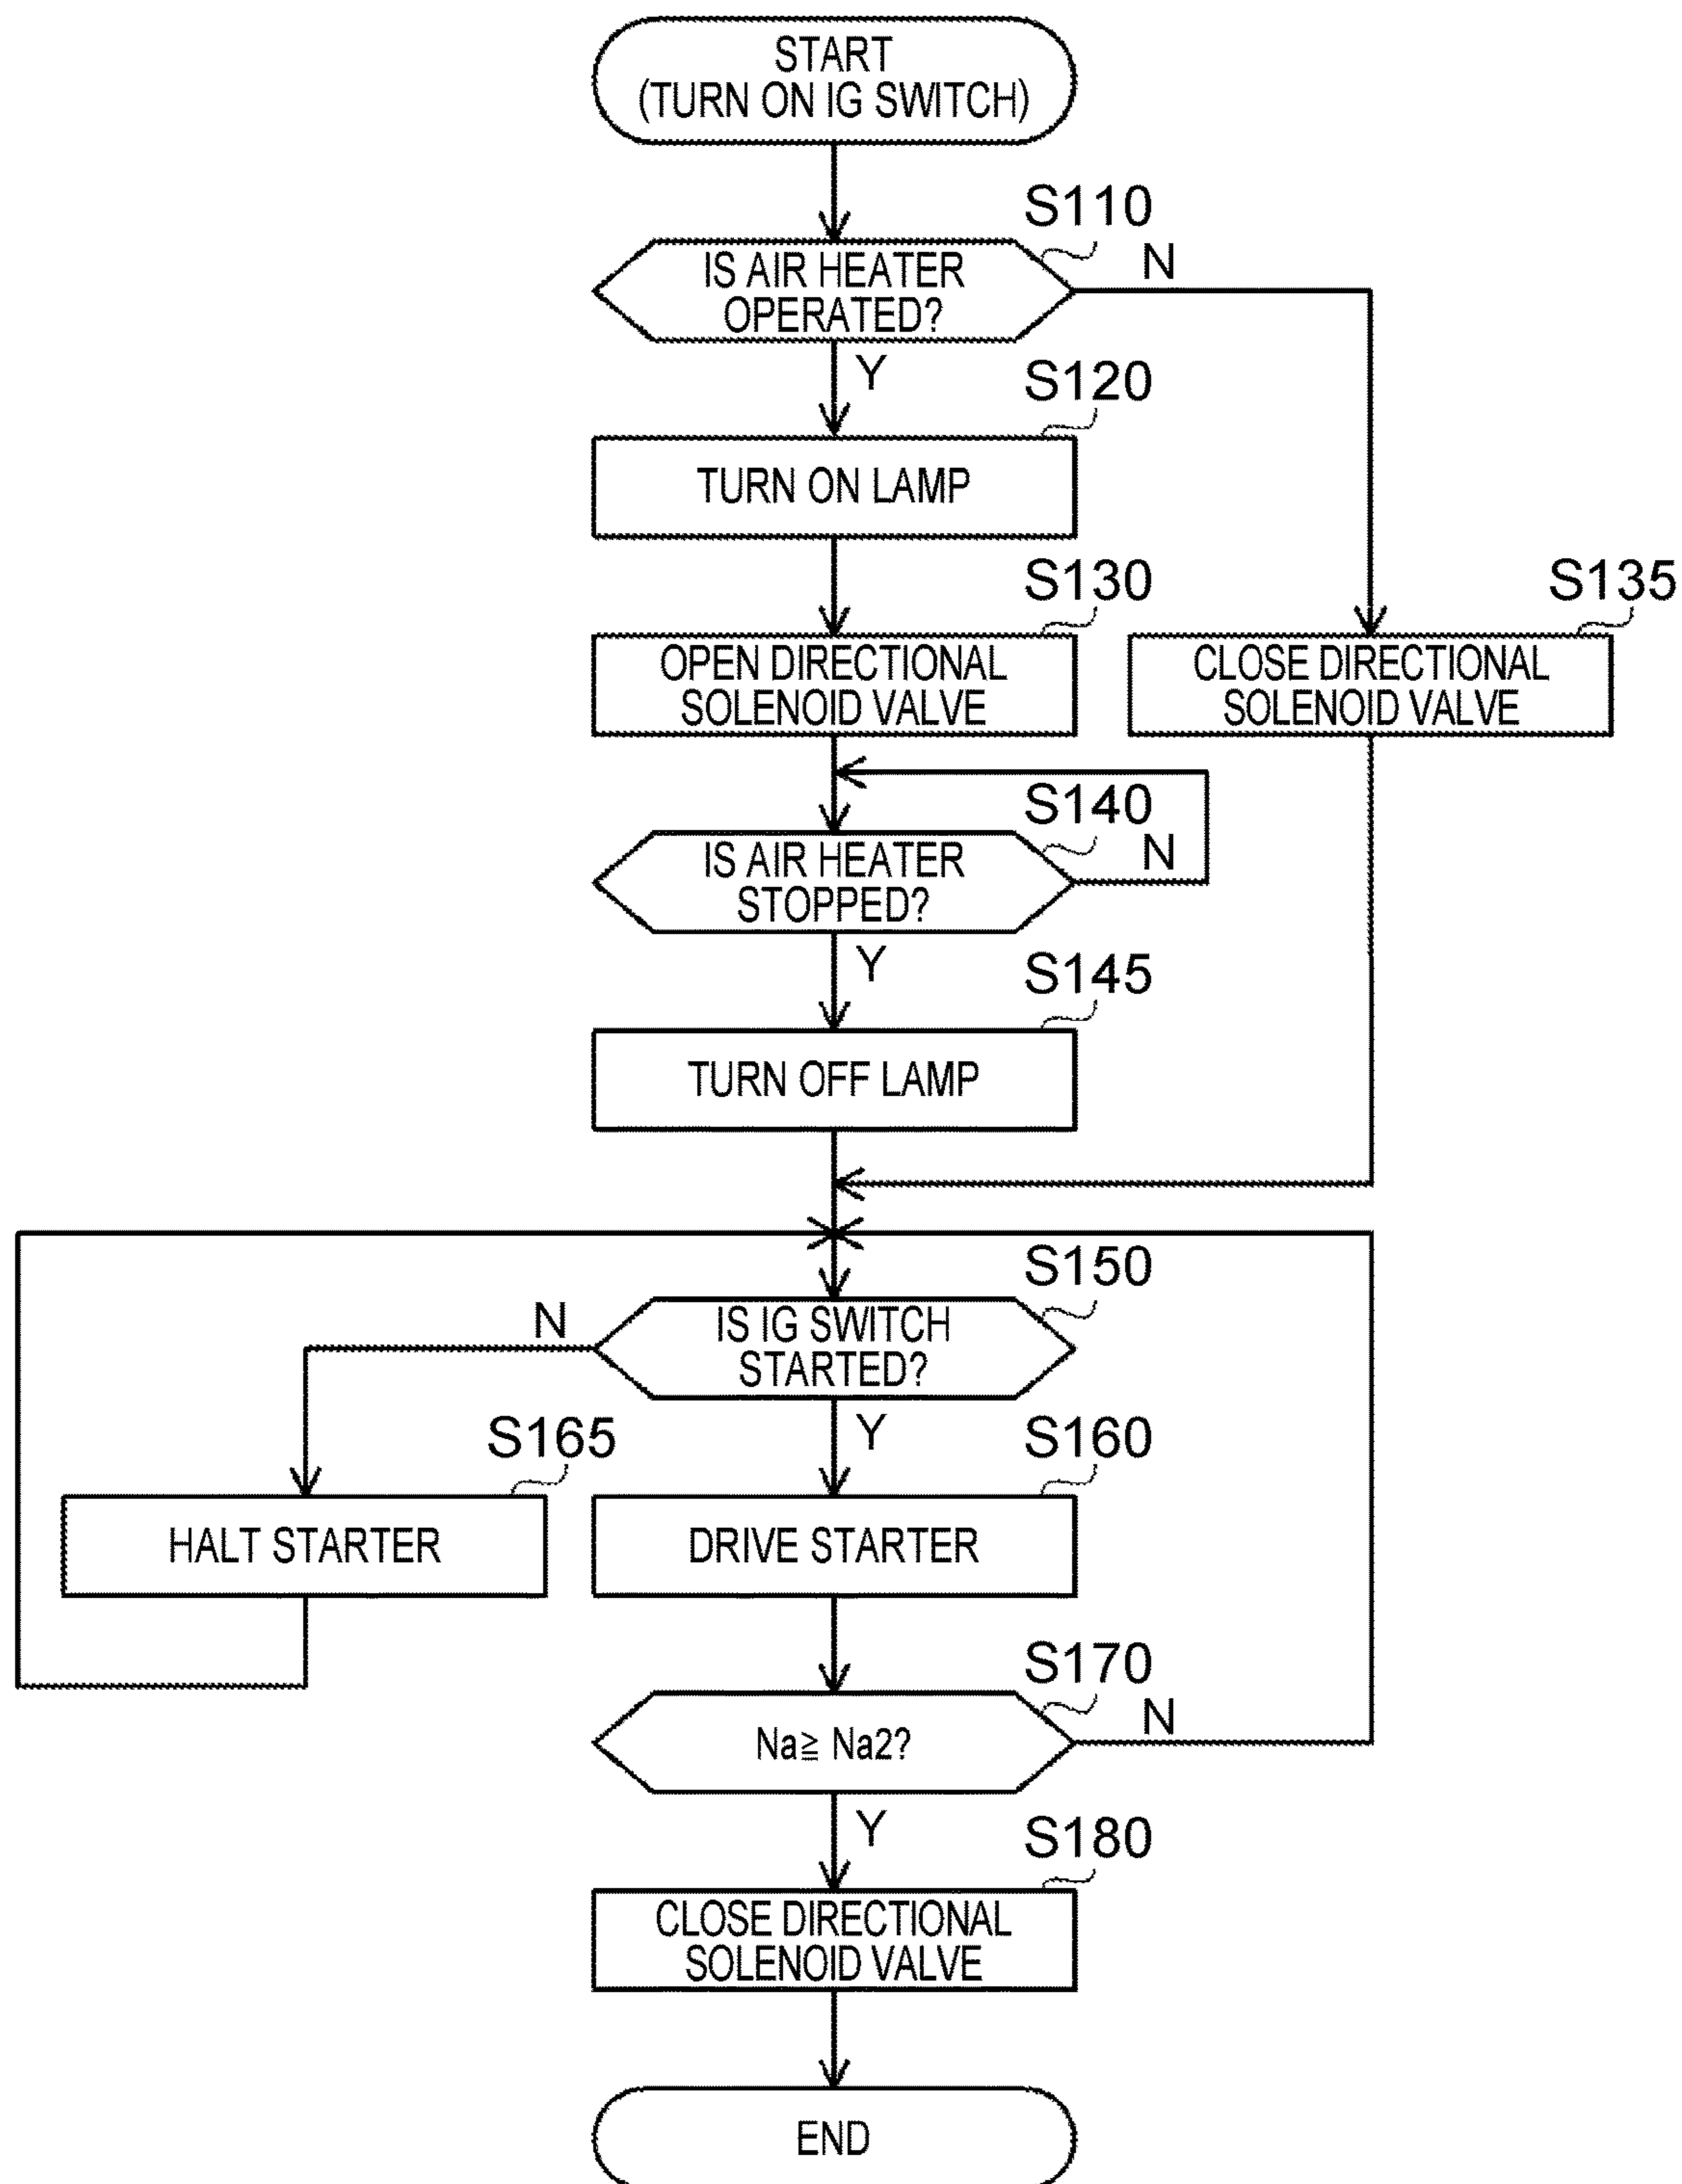 START
(TURN ON IG SWITCH)
S110
IS AIR HEATER
OPERATED?
N
Y
S120
TURN ON LAMP
S130
OPEN DIRECTIONAL
SOLENOID VALVE
S135
CLOSE DIRECTIONAL
SOLENOID VALVE
S140
IS AIR HEATER
STOPPED?
N
Y
S145
TURN OFF LAMP
S150
IS IG SWITCH
STARTED?
N
Y
S165
HALT STARTER
S160
DRIVE STARTER
S170
Na≧ Na2?
N
Y
S180
CLOSE DIRECTIONAL
SOLENOID VALVE
END